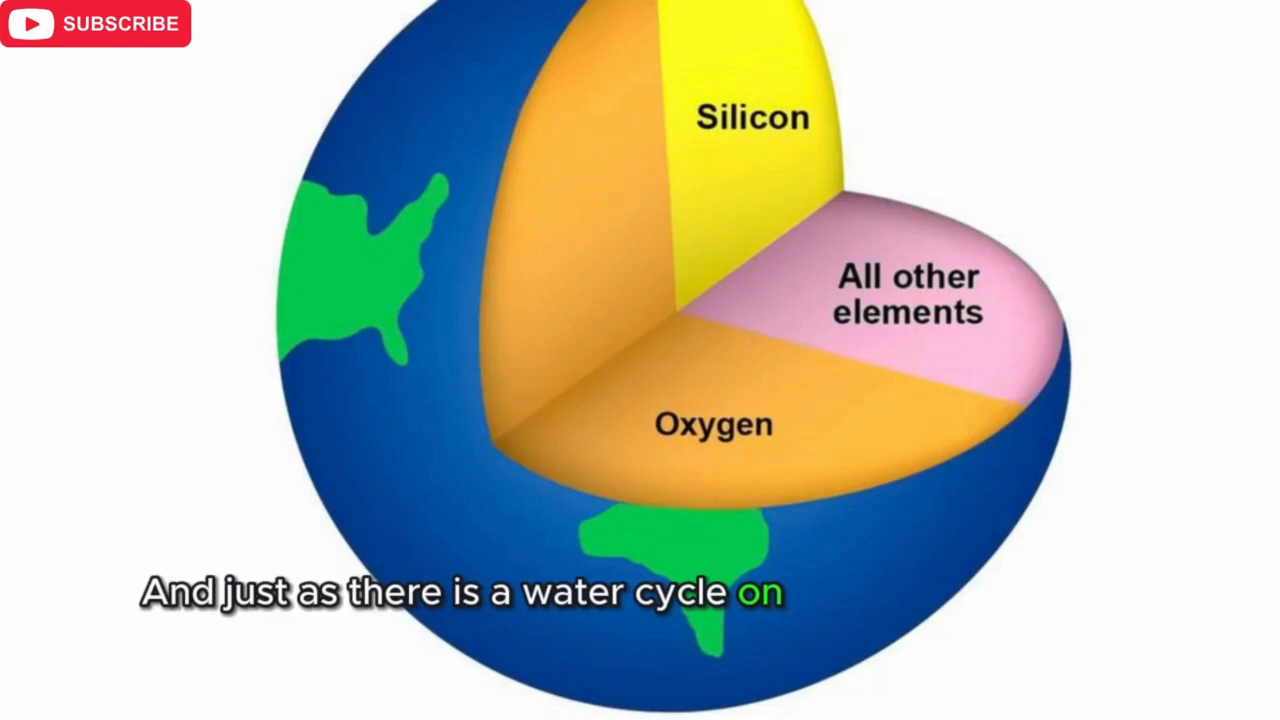 SUBSCRIBE
Silicon
All other
elements
Oxygen
And just as there is a water cycle on